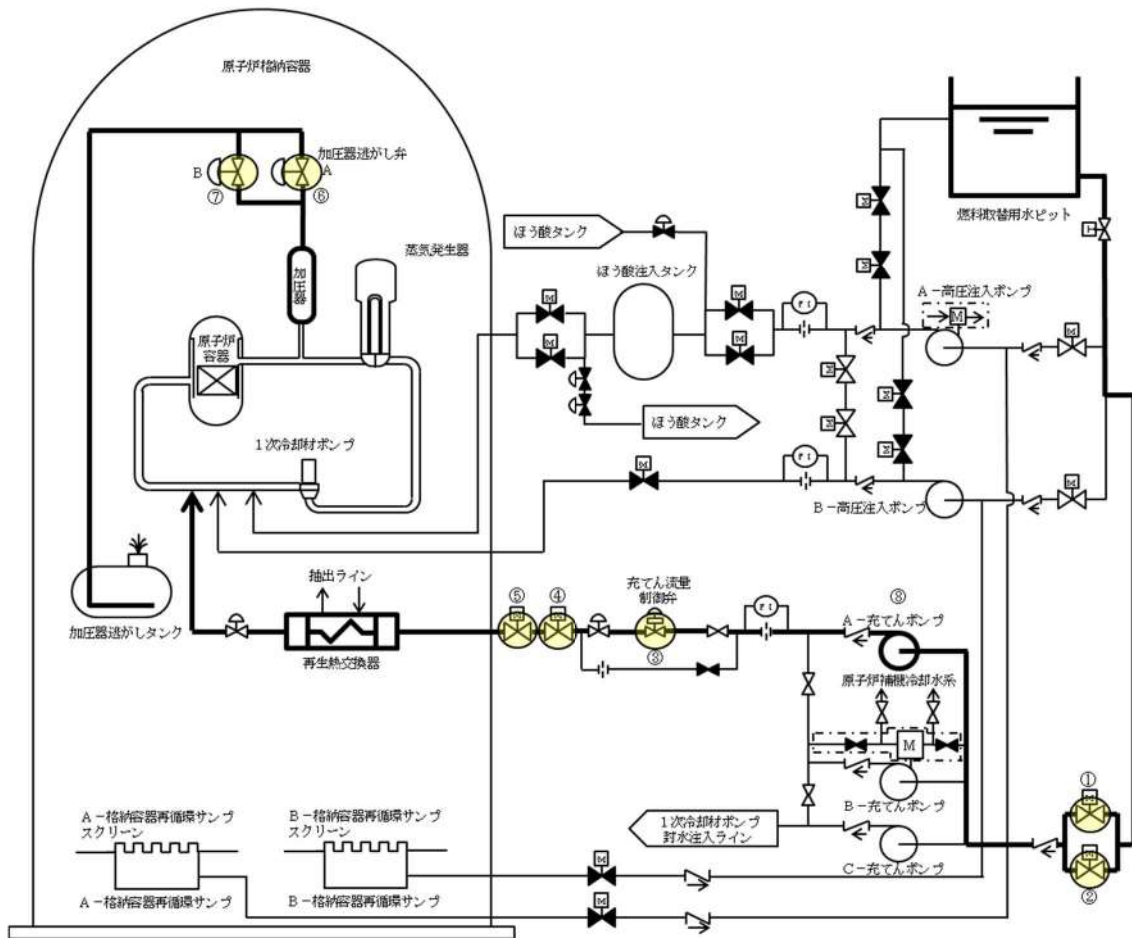 原子炉格納容器
加圧器逃がし弁
B
A
⑦
⑥
加圧器
蒸気発生器
原子炉
容器
1次冷却材ポンプ
加圧器逃がしタンク
ほう酸タンク
ほう酸注入タンク
M
M
M
M
ほう酸タンク
FI
M
M
燃料取替用水ピット
A-高圧注入ポンプ
M
M
M
M
M
M
FI
B-高圧注入ポンプ
M
抽出ライン
再生熱交換器
⑤
④
充てん流量
制御弁
③
FI
⑧
A-充てんポンプ
原子炉補機冷却水系
M
B-充てんポンプ
1次冷却材ポンプ
封水注入ライン
C-充てんポンプ
①
M
M
②
A-格納容器再循環サンプ
スクリーン
B-格納容器再循環サンプ
スクリーン
A-格納容器再循環サンプ
B-格納容器再循環サンプ
M
M